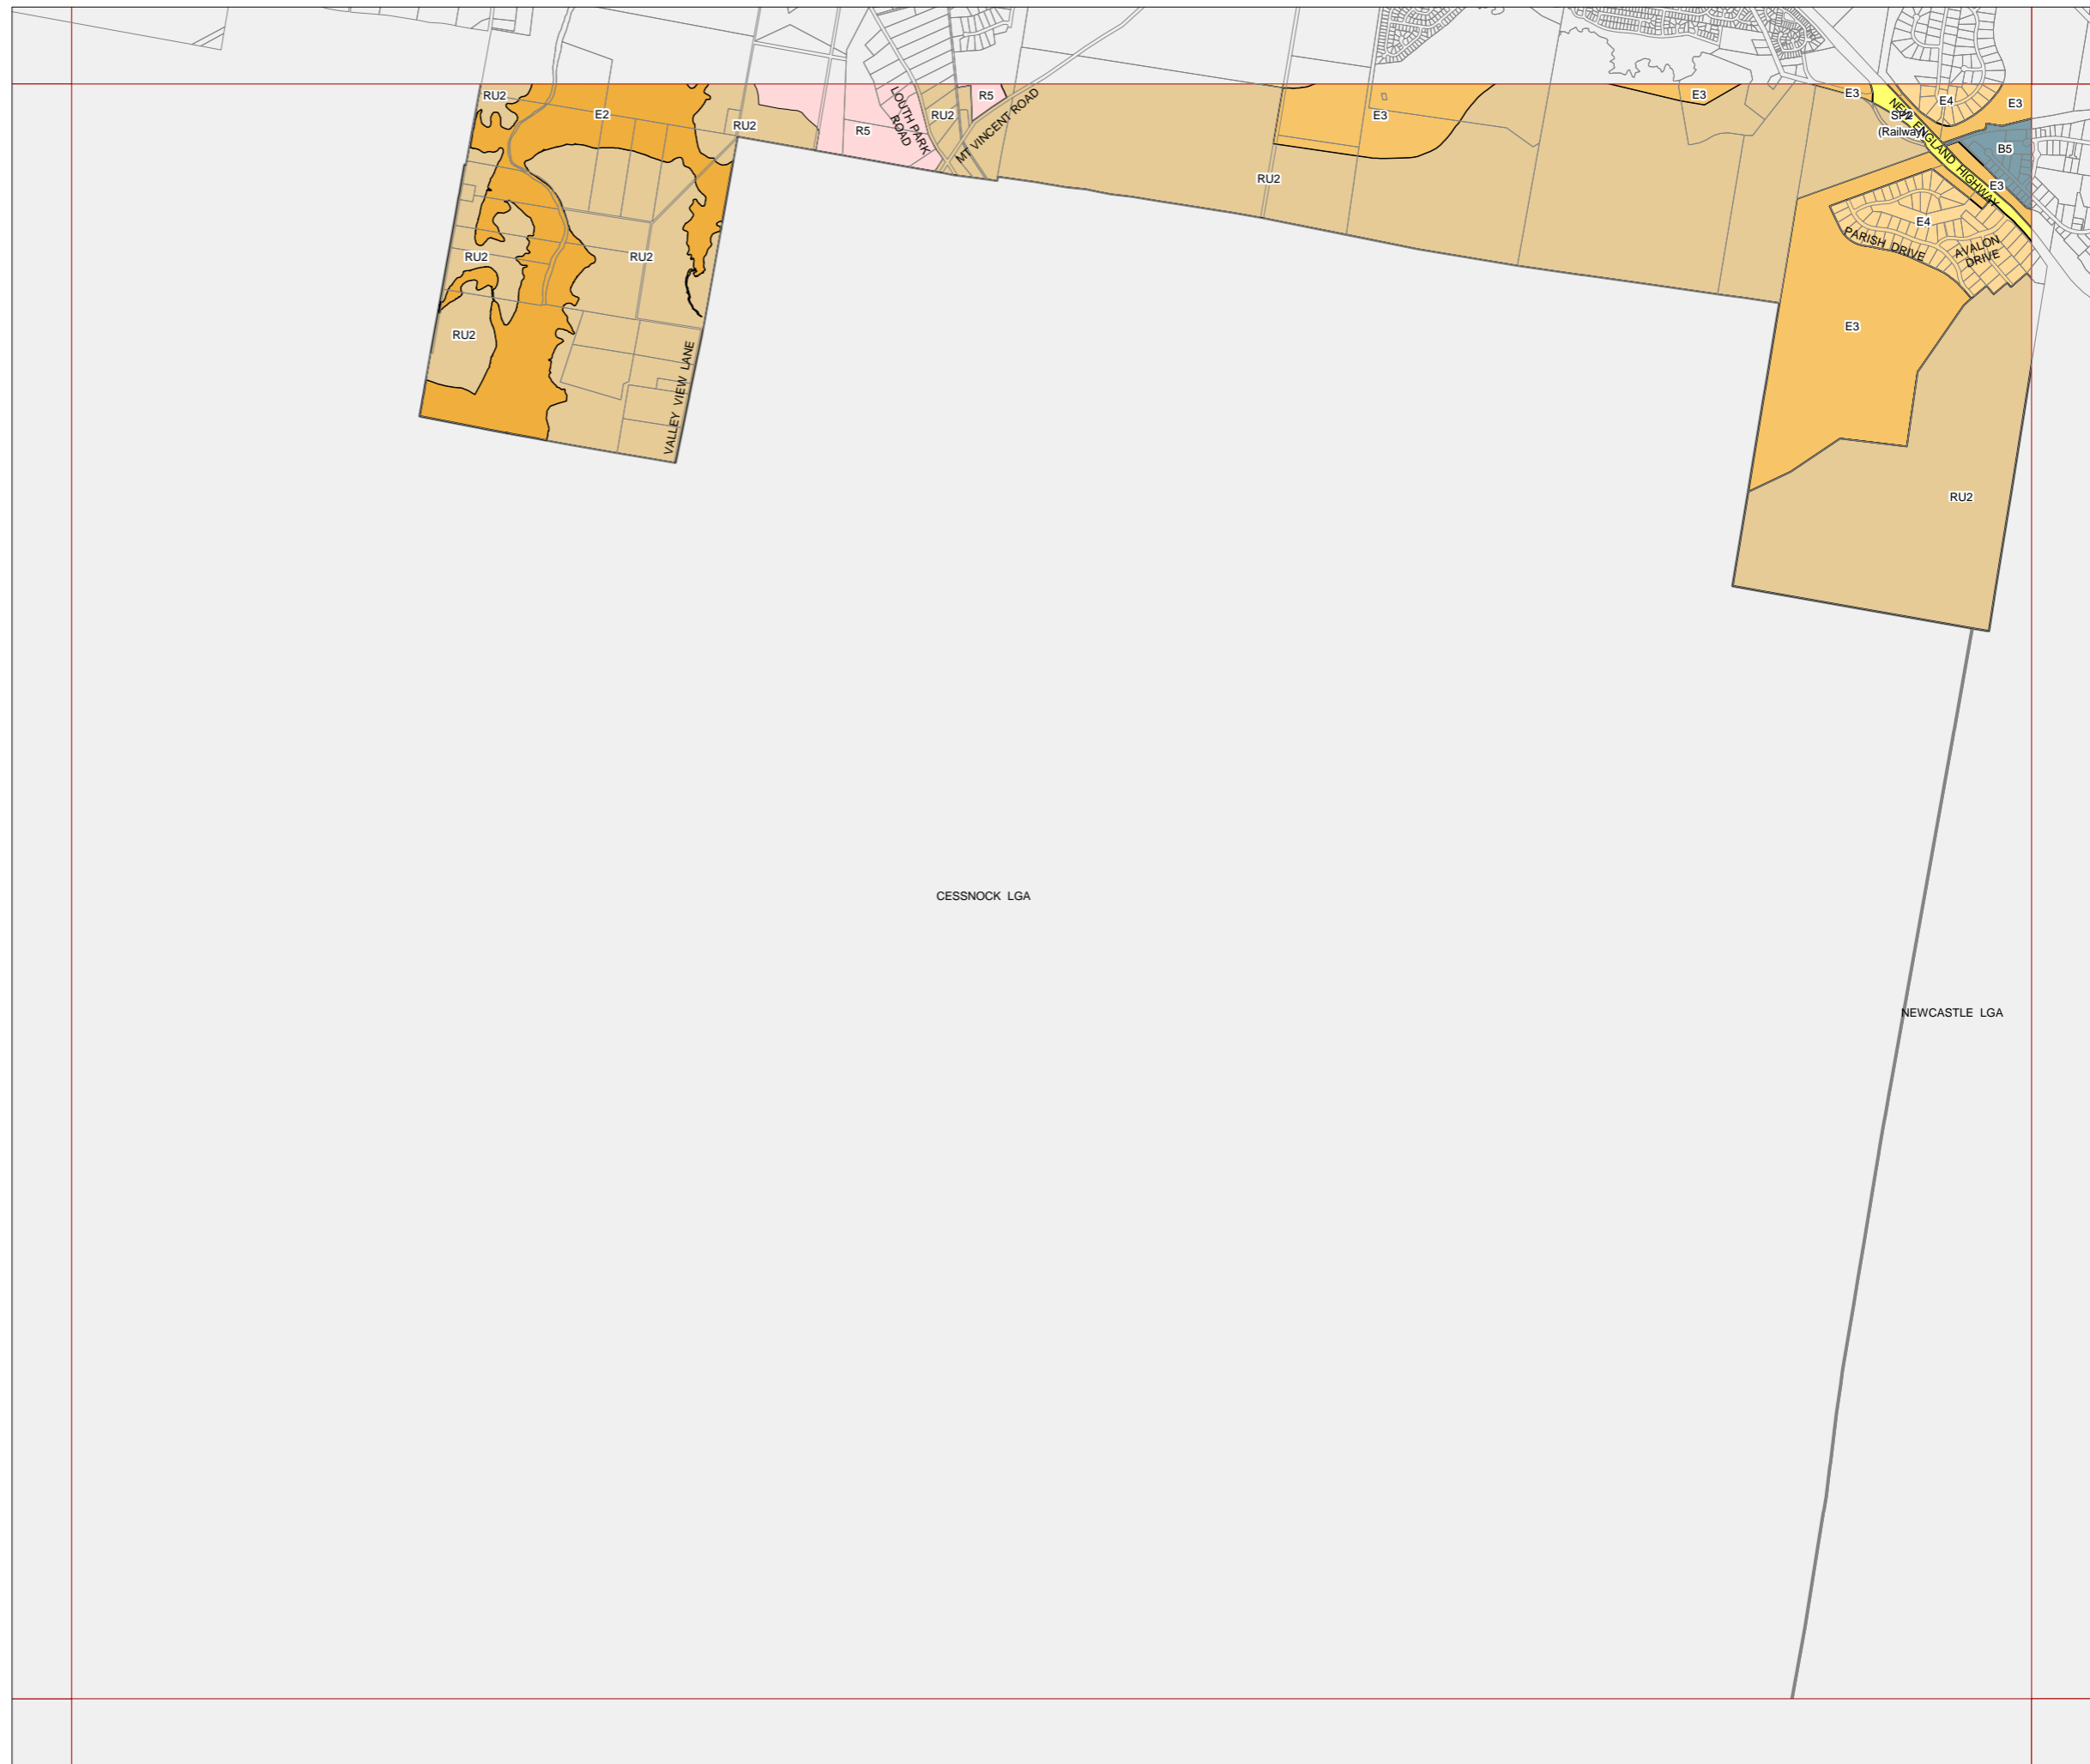 RU2
E2
RU2
R5
LOUTH PARK
ROAD
RU2
R5
MT VINCENT ROAD
E3
E3
E3
E4
E3
NEW ENGLAND HIGHWAY
SP2
(Railway)
B5
E3
RU2
E4
PARISH DRIVE
AVALON
DRIVE
RU2
RU2
RU2
E3
VALLEY VIEW LANE
RU2
CESSNOCK LGA
NEWCASTLE LGA